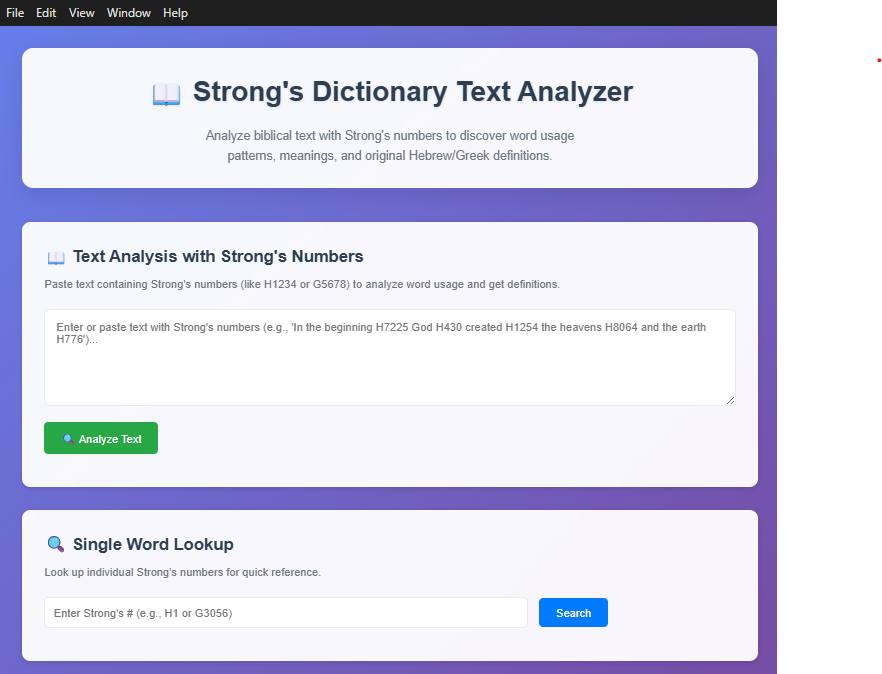 File Edit View Window Help
Strong's Dictionary Text Analyzer
Analyze biblical text with Strong's numbers to discover word usage
patterns, meanings, and original Hebrew/Greek definitions.
Text Analysis with Strong's Numbers
Paste text containing Strong's numbers (like H1234 or G5678) to analyze word usage and get definitions.
Enter or paste text with Strong's numbers (e.g., 'In the beginning H7225 God H430 created H1254 the heavens H8064 and the earth
H776')...
Analyze Text
Single Word Lookup
Look up individual Strong's numbers for quick reference.
Enter Strong's # (e.g., H1 or G3056)
Search